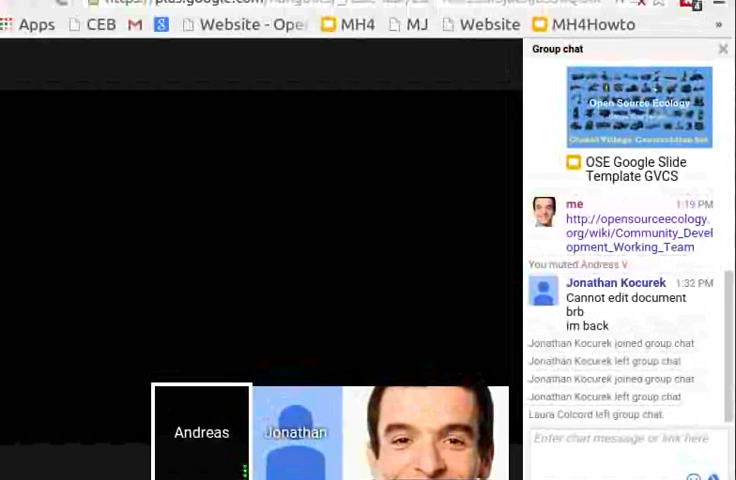 Apps CEB MJ Website - Ope MH4 MJ Website MH4Howto »
Group chat
Open Source Ecology
OSE Google Slide
Template GVCS
me 1:19 PM
http://opensourceecology.
org/wiki/Community_Devel
opment_Working_Team
You muted Andreas V
Jonathan Kocurek 1:32 PM
Cannot edit document
brb
im back
Jonathan Kocurek joined group chat
Jonathan Kocurek left group chat
Jonathan Kocurek joined group chat
Jonathan Kocurek left group chat
Laura Colcord left group chat.
Enter chat message or link here
Andreas
Jonathan